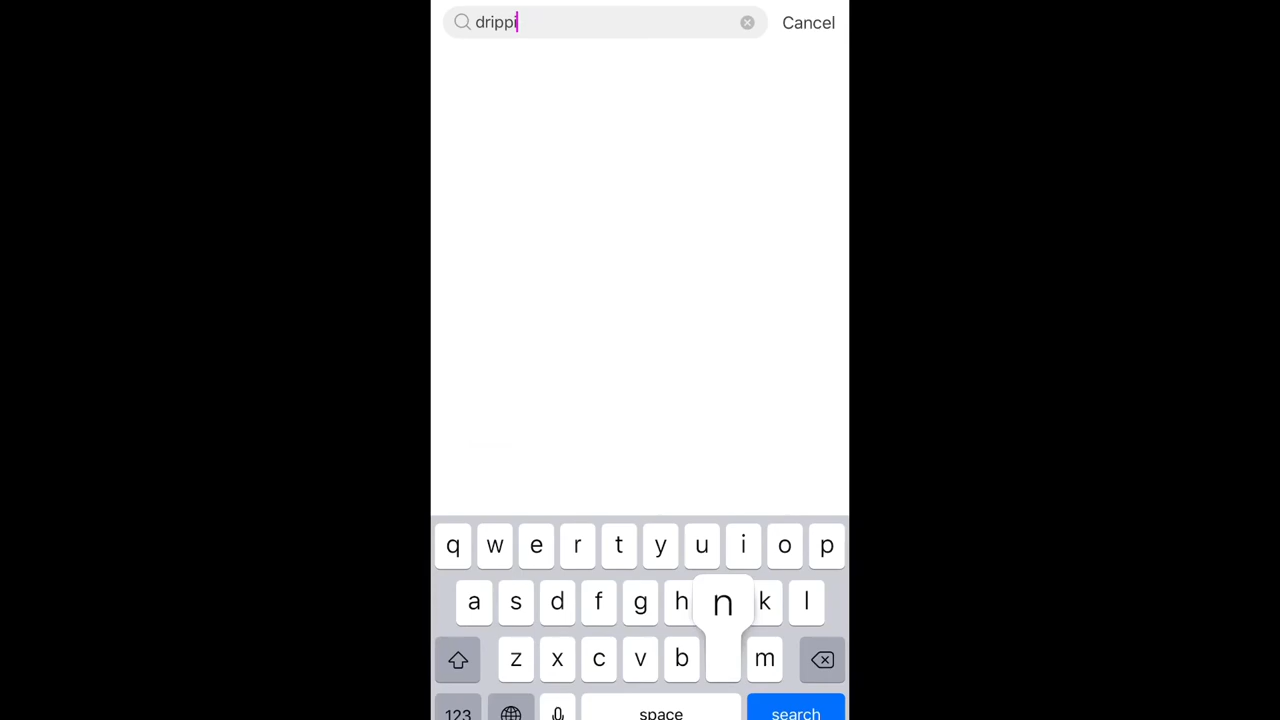 drippi Cancel
q w e r t y u i o p
a s d f g h n k l
z x c v b m
123 space search